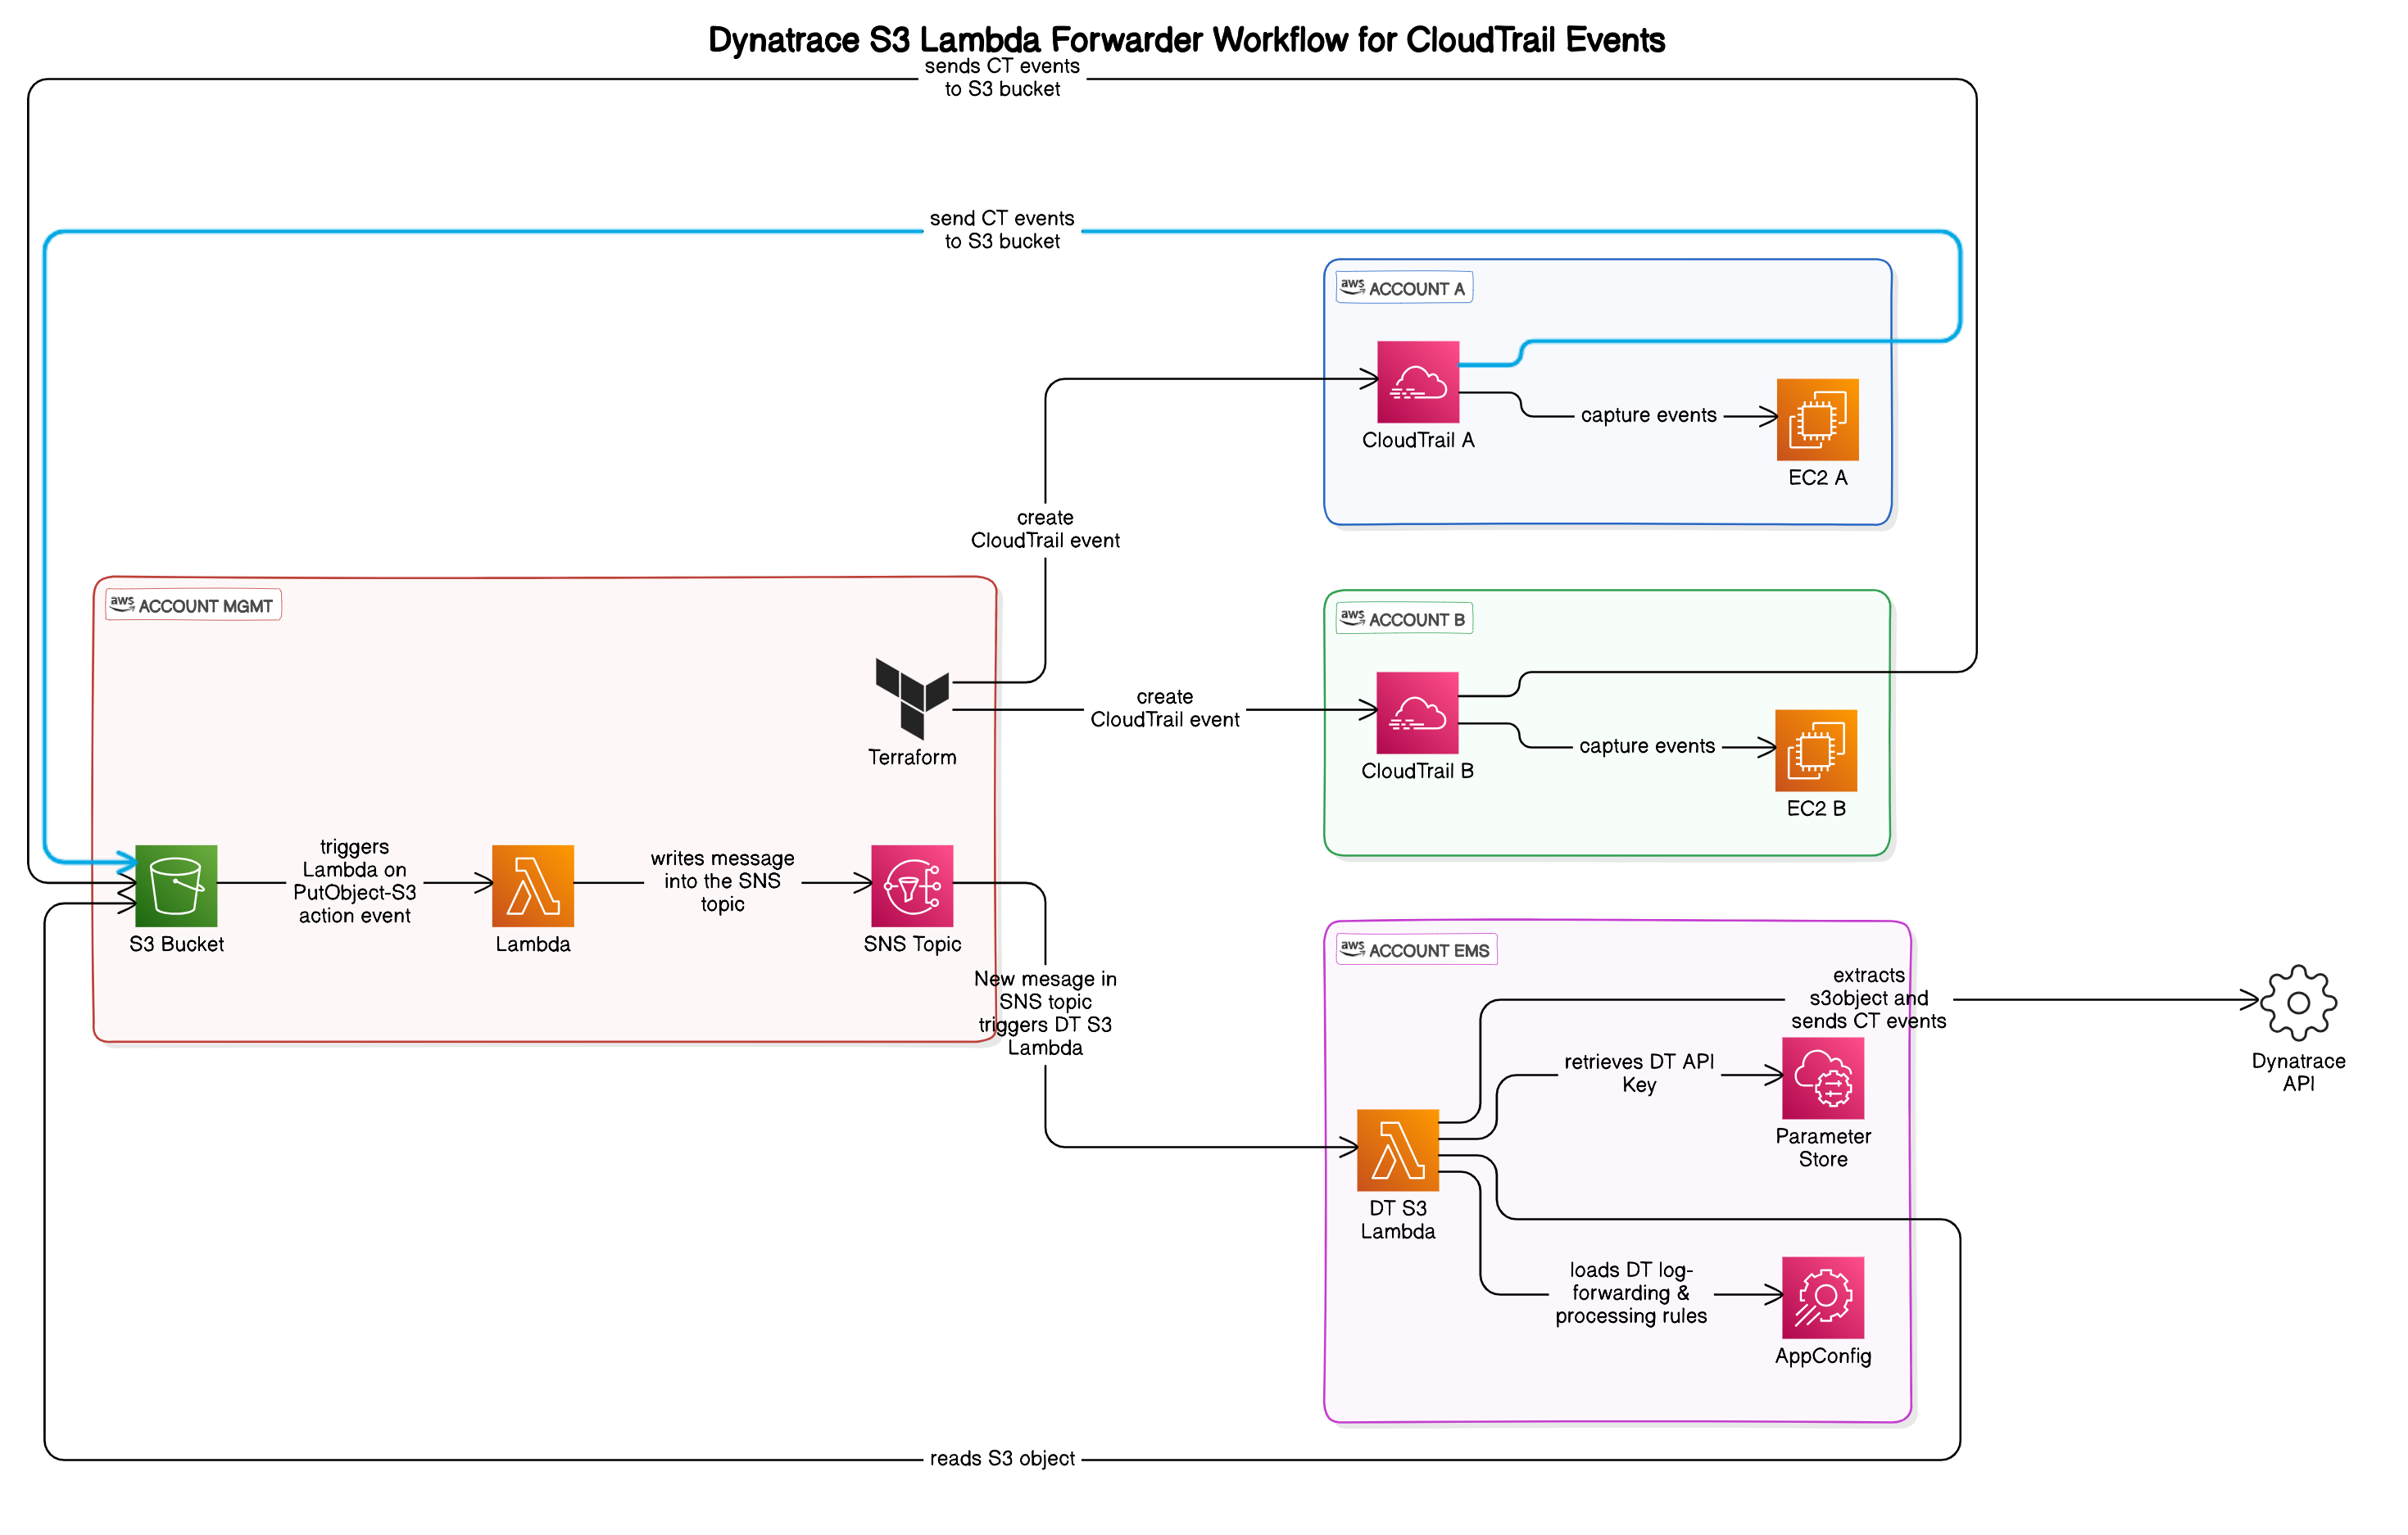 Dynatrace S3 Lambda Forwarder Workflow for CloudTrail Events
sends CT events
to S3 bucket
send CT events
to S3 bucket
aws ACCOUNT A
CloudTrail A
capture events
EC2 A
create
CloudTrail event
aws ACCOUNT MGMT
Terraform
create
CloudTrail event
aws ACCOUNT B
CloudTrail B
capture events
EC2 B
S3 Bucket
triggers
Lambda on
PutObject-S3
action event
Lambda
writes message
into the SNS
topic
SNS Topic
New mesage in
SNS topic
triggers DT S3
Lambda
aws ACCOUNT EMS
extracts
s3object and
sends CT events
Dynatrace
API
retrieves DT API
Key
Parameter
Store
DT S3
Lambda
loads DT log-
forwarding &
processing rules
AppConfig
reads S3 object